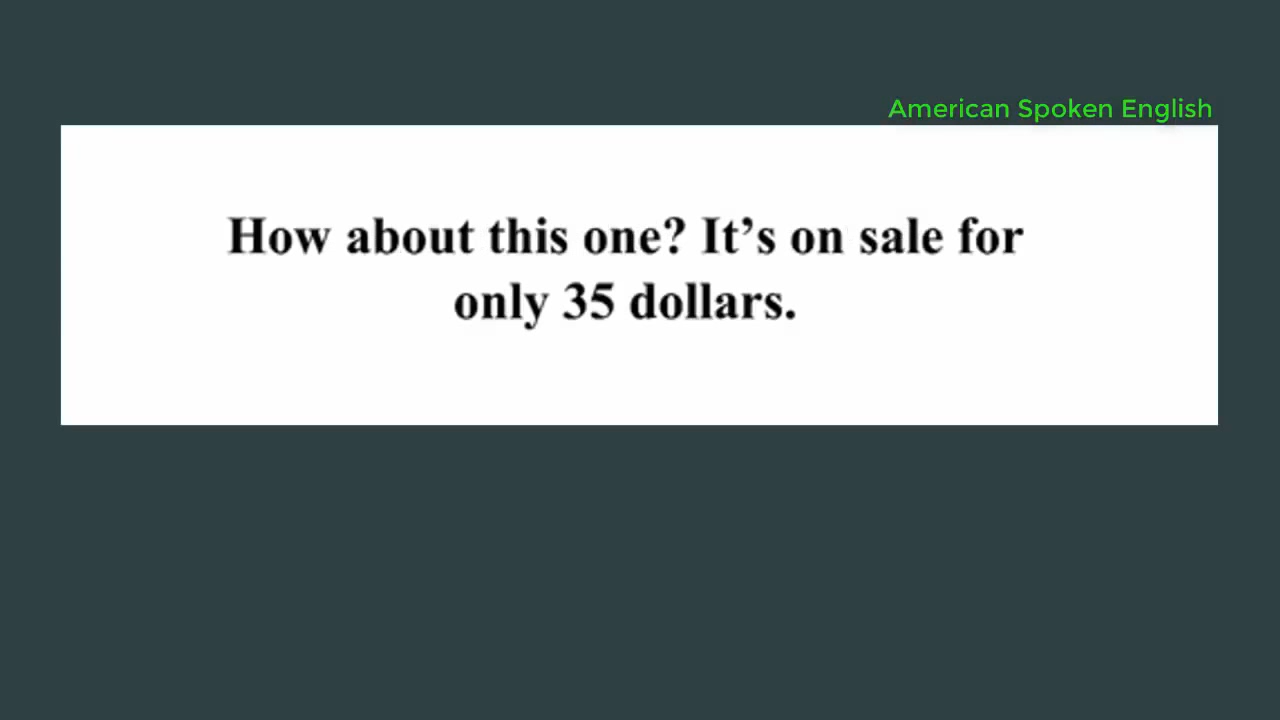 American Spoken English
How about this one? It’s on sale for
only 35 dollars.